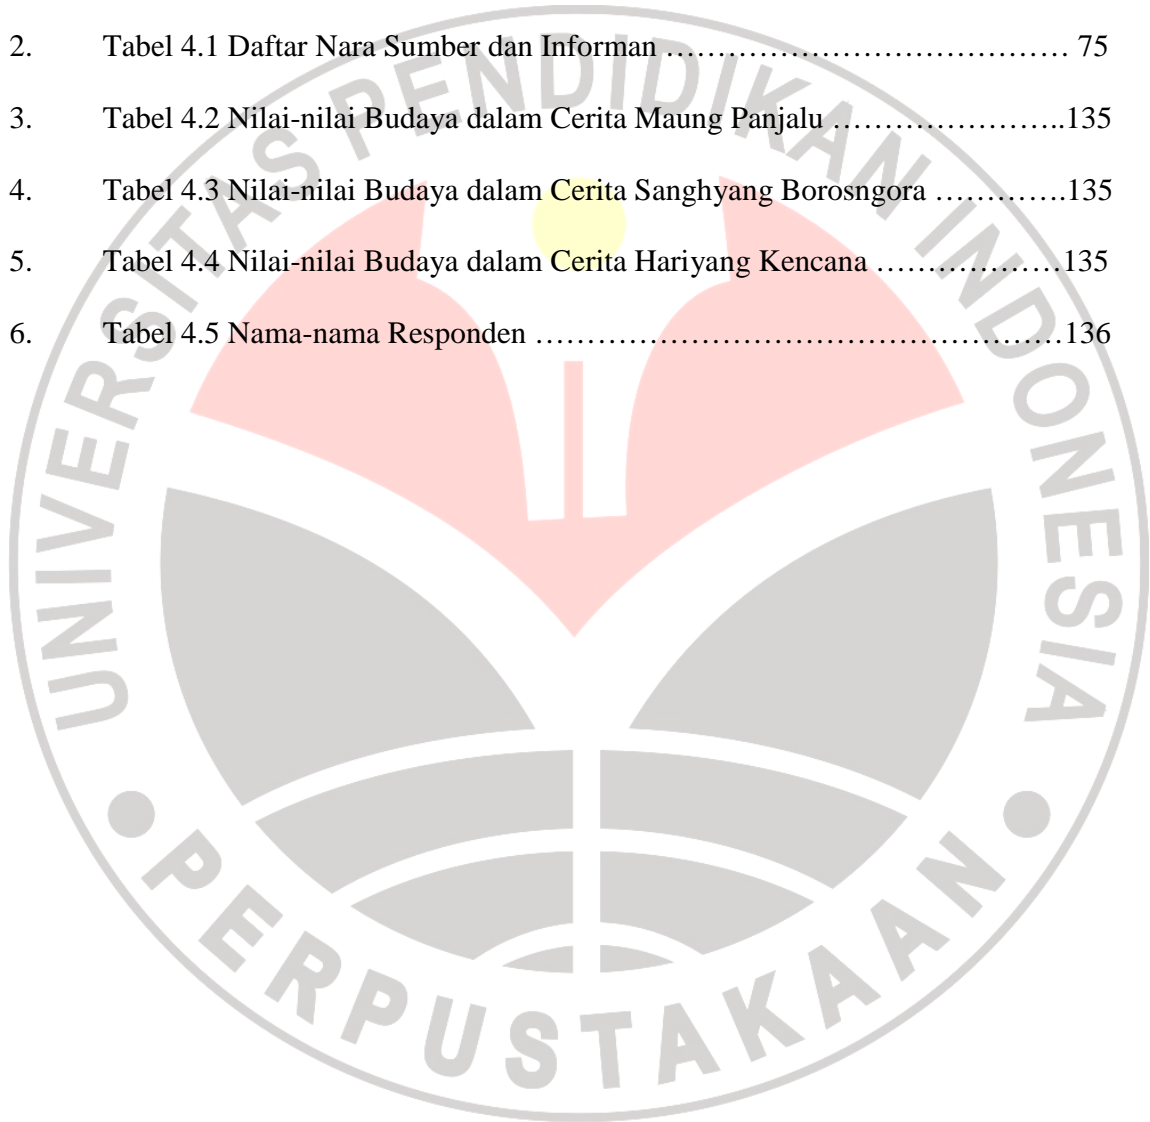 2. Tabel 4.1 Daftar Nara Sumber dan Informan ………………………………… 75
3. Tabel 4.2 Nilai-nilai Budaya dalam Cerita Maung Panjalu …………………..135
4. Tabel 4.3 Nilai-nilai Budaya dalam Cerita Sanghyang Borosngora ………….135
5. Tabel 4.4 Nilai-nilai Budaya dalam Cerita Hariyang Kencana ………………135
6. Tabel 4.5 Nama-nama Responden ……………………………………………136
UNIVERSITAS PENDIDIKAN INDONESIA
PERPUSTAKAAN